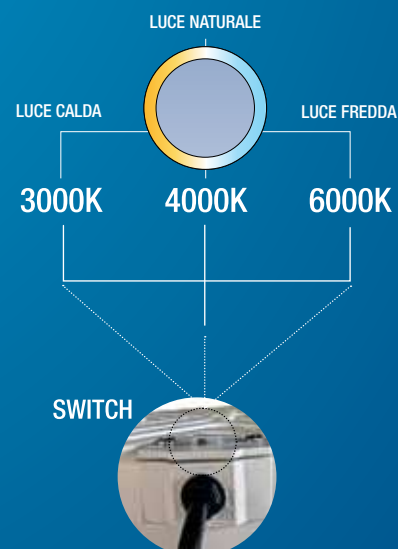 LUCE NATURALE
LUCE CALDA
LUCE FREDDA
3000K
4000K
6000K
SWITCH